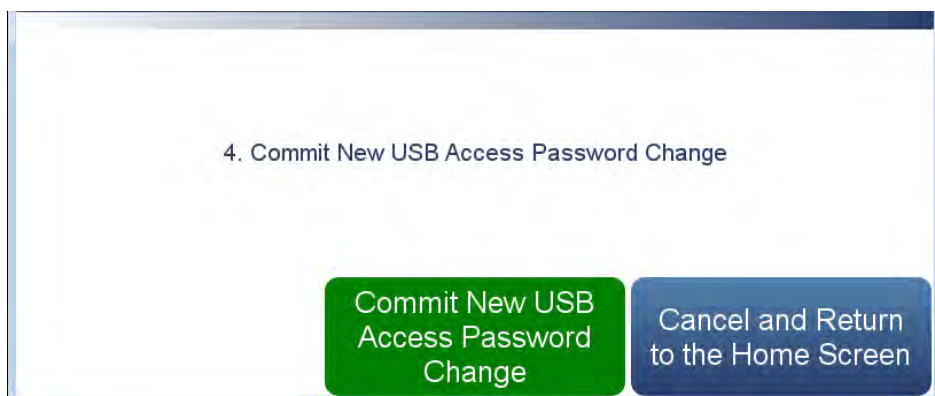 4. Commit New USB Access Password Change
Commit New USB
Access Password
Change
Cancel and Return
to the Home Screen